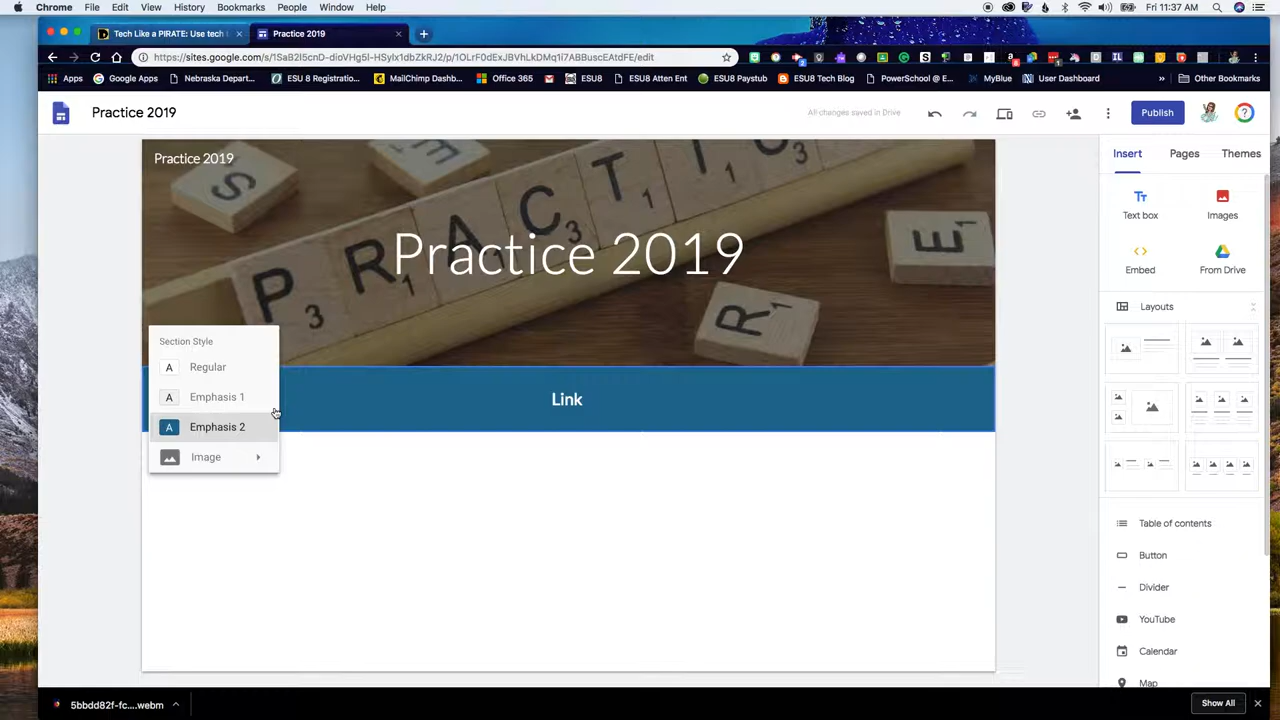 Chrome File Edit View History Bookmarks People Window Help
Fri 11:37 AM
Tech Like a PIRATE: Use tech
Practice 2019
https://sites.google.com/s/1SaB2I5cnD-dioVHg5I-HSyIx1dbZkRJ2/p/1OLrF0dExJBVhLkDMq1i7ABBuscEAtdFE/edit
Apps Google Apps Nebraska Depart... ESU 8 Registratio... MailChimp Dashb... Office 365 ESU8 ESU8 Atten Ent ESU8 Paystub ESU8 Tech Blog PowerSchool @ E... MyBlue User Dashboard » Other Bookmarks
Practice 2019
All changes saved in Drive
Publish
Insert Pages Themes
Practice 2019
PRACTIC
S
E
R
Practice 2019
Text box Images
Embed From Drive
Layouts
Section Style
A Regular
A Emphasis 1
A Emphasis 2
Image
Link
Table of contents
Button
Divider
YouTube
Calendar
Map
5bbdd82f-fc....webm
Show All